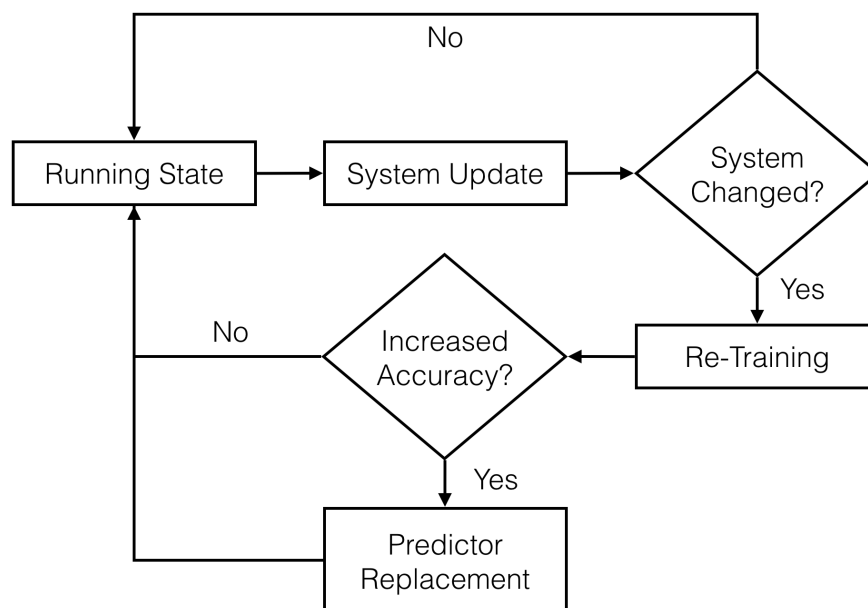 No
Running State
System Update
System
Changed?
Yes
Re-Training
Increased
Accuracy?
No
Yes
Predictor
Replacement